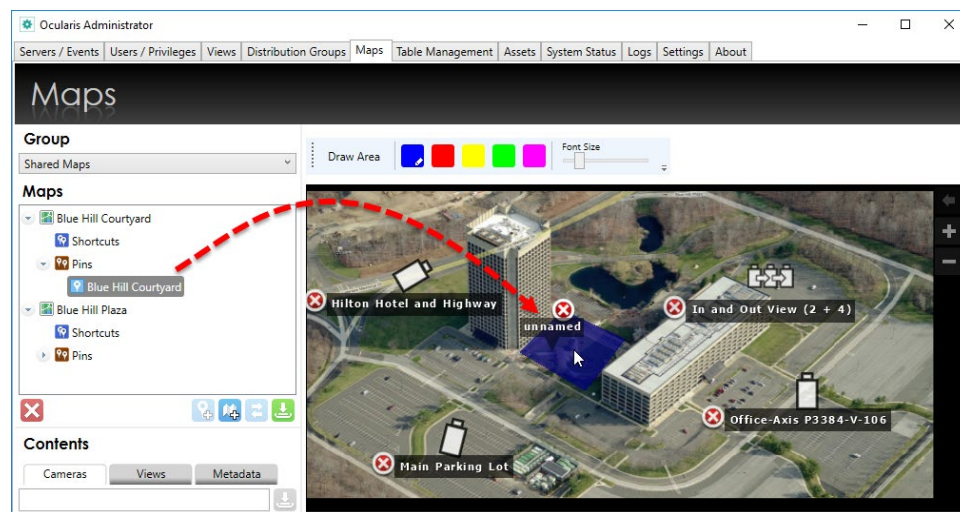 Ocularis Administrator
Servers / Events Users / Privileges Views Distribution Groups Maps Table Management Assets System Status Logs Settings About
Maps
Group
Shared Maps
Draw Area
Font Size
Maps
Blue Hill Courtyard
Shortcuts
Pins
Blue Hill Courtyard
Blue Hill Plaza
Shortcuts
Pins
Contents
Cameras Views Metadata
Hilton Hotel and Highway
unnamed
In and Out View (2 + 4)
Office-Axis P3384-V-106
Main Parking Lot